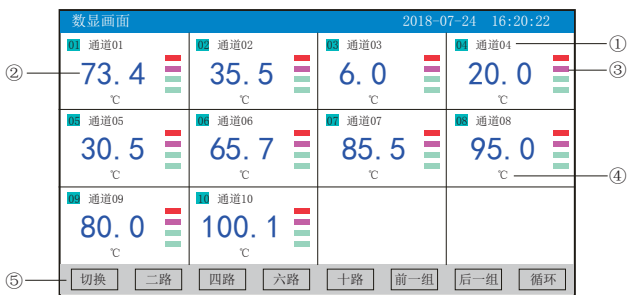 数显画面 2018-07-24 16:20:22
01 通道01 02 通道02 03 通道03 04 通道04 ①
② 73.4 35.5 6.0 20.0 ③
℃ ℃ ℃ ℃
05 通道05 06 通道06 07 通道07 08 通道08
30.5 65.7 85.5 95.0
℃ ℃ ℃ ℃ ④
09 通道09 10 通道10
80.0 100.1
℃ ℃
⑤ 切换 二路 四路 六路 十路 前一组 后一组 循环